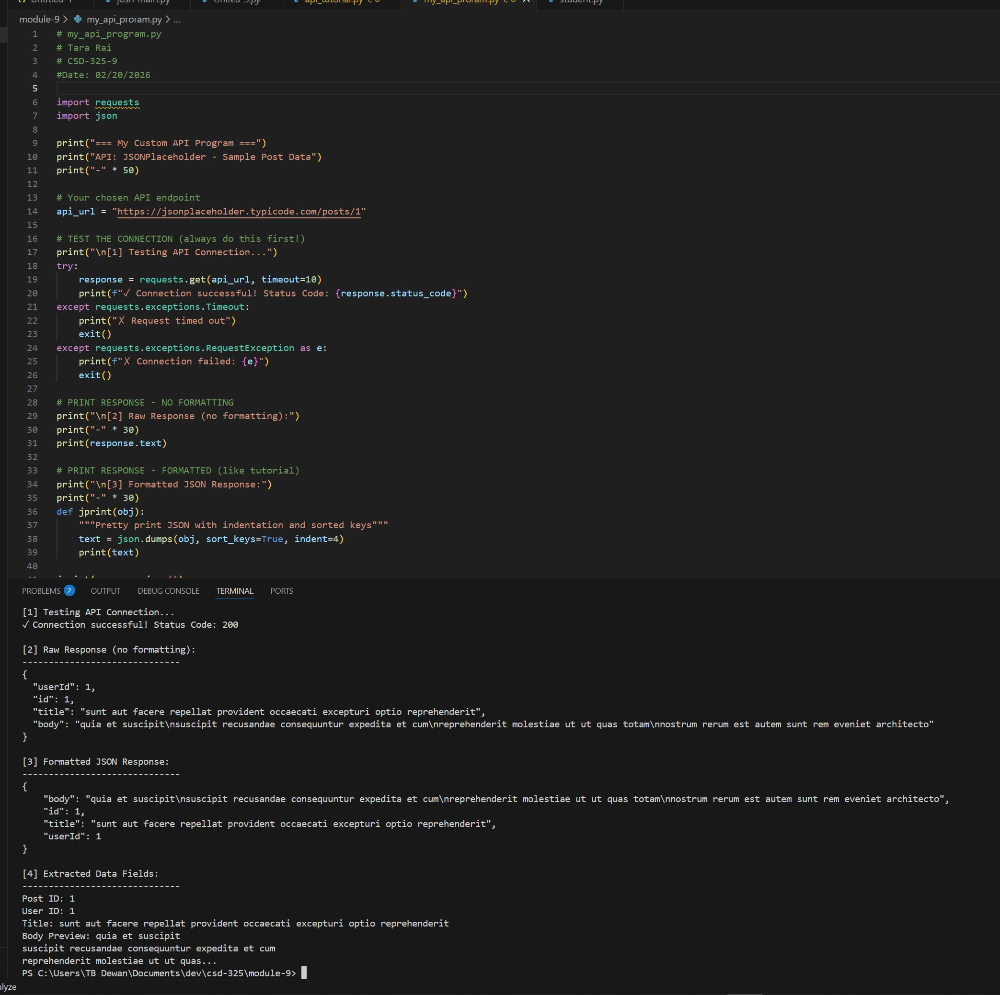 Untitled-1 josh-main.py Untitled-3.py api_tutorial.py my_api_proram.py student.py
module-9 > my_api_proram.py > ...
1 # my_api_program.py
2 # Tara Rai
3 # CSD-325-9
4 #Date: 02/20/2026
5
6 import requests
7 import json
8
9 print("=== My Custom API Program ===")
10 print("API: JSONPlaceholder - Sample Post Data")
11 print("-" * 50)
12
13 # Your chosen API endpoint
14 api_url = "https://jsonplaceholder.typicode.com/posts/1"
15
16 # TEST THE CONNECTION (always do this first!)
17 print("\n[1] Testing API Connection...")
18 try:
19     response = requests.get(api_url, timeout=10)
20     print(f"✓ Connection successful! Status Code: {response.status_code}")
21 except requests.exceptions.Timeout:
22     print("✗ Request timed out")
23     exit()
24 except requests.exceptions.RequestException as e:
25     print(f"✗ Connection failed: {e}")
26     exit()
27
28 # PRINT RESPONSE - NO FORMATTING
29 print("\n[2] Raw Response (no formatting):")
30 print("-" * 30)
31 print(response.text)
32
33 # PRINT RESPONSE - FORMATTED (like tutorial)
34 print("\n[3] Formatted JSON Response:")
35 print("-" * 30)
36 def jprint(obj):
37     """Pretty print JSON with indentation and sorted keys"""
38     text = json.dumps(obj, sort_keys=True, indent=4)
39     print(text)
40
PROBLEMS 2 OUTPUT DEBUG CONSOLE TERMINAL PORTS
[1] Testing API Connection...
✓ Connection successful! Status Code: 200
[2] Raw Response (no formatting):
------------------------------
{
  "userId": 1,
  "id": 1,
  "title": "sunt aut facere repellat provident occaecati excepturi optio reprehenderit",
  "body": "quia et suscipit\nsuscipit recusandae consequuntur expedita et cum\nreprehenderit molestiae ut ut quas totam\nnostrum rerum est autem sunt rem eveniet architecto"
}
[3] Formatted JSON Response:
------------------------------
{
    "body": "quia et suscipit\nsuscipit recusandae consequuntur expedita et cum\nreprehenderit molestiae ut ut quas totam\nnostrum rerum est autem sunt rem eveniet architecto",
    "id": 1,
    "title": "sunt aut facere repellat provident occaecati excepturi optio reprehenderit",
    "userId": 1
}
[4] Extracted Data Fields:
------------------------------
Post ID: 1
User ID: 1
Title: sunt aut facere repellat provident occaecati excepturi optio reprehenderit
Body Preview: quia et suscipit
suscipit recusandae consequuntur expedita et cum
reprehenderit molestiae ut ut quas...
PS C:\Users\TB Dewan\Documents\dev\csd-325\module-9>
alyze